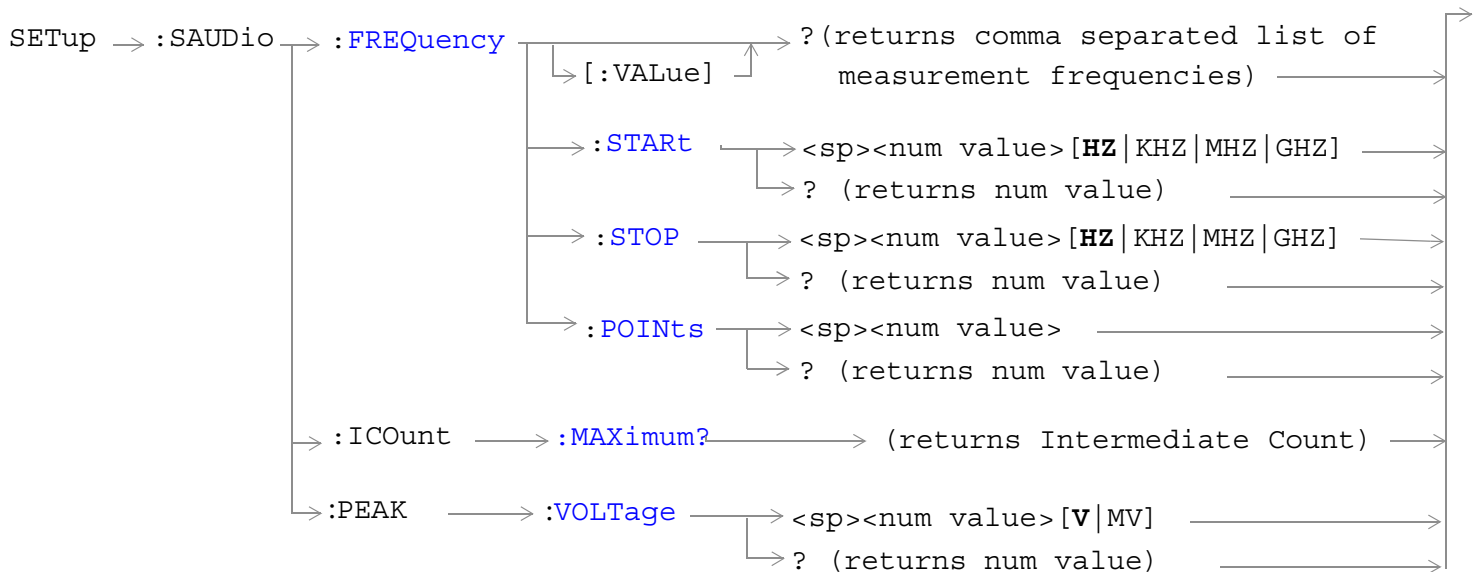 SETup :SAUDio :FREQuency ?(returns comma separated list of
[:VALue] measurement frequencies)
:STARt <sp><num value>[HZ|KHZ|MHZ|GHZ]
? (returns num value)
:STOP <sp><num value>[HZ|KHZ|MHZ|GHZ]
? (returns num value)
:POINts <sp><num value>
? (returns num value)
:ICOunt :MAXimum? (returns Intermediate Count)
:PEAK :VOLTage <sp><num value>[V|MV]
? (returns num value)